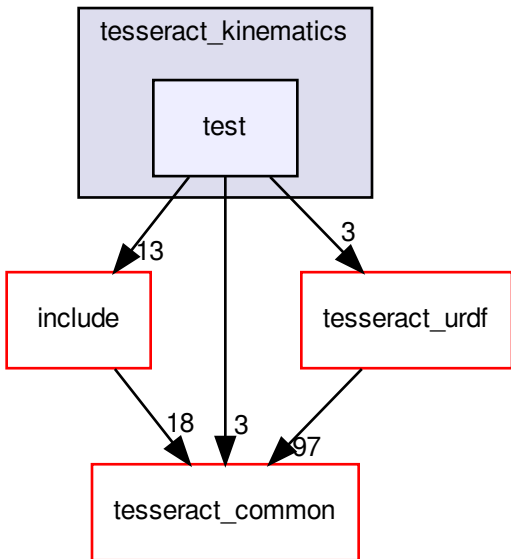 tesseract_kinematics
test
13
3
include
tesseract_urdf
18
3
97
tesseract_common